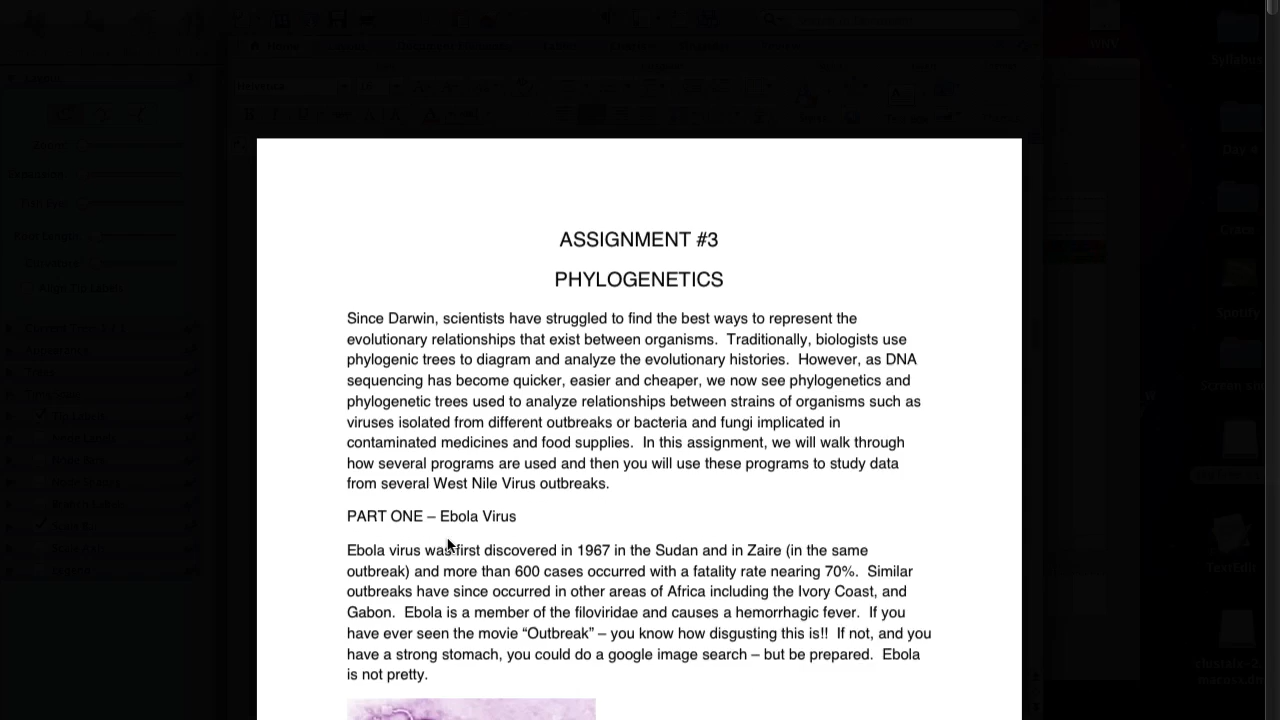 ASSIGNMENT #3
PHYLOGENETICS
Since Darwin, scientists have struggled to find the best ways to represent the
evolutionary relationships that exist between organisms.  Traditionally, biologists use
phylogenic trees to diagram and analyze the evolutionary histories.  However, as DNA
sequencing has become quicker, easier and cheaper, we now see phylogenetics and
phylogenetic trees used to analyze relationships between strains of organisms such as
viruses isolated from different outbreaks or bacteria and fungi implicated in
contaminated medicines and food supplies.  In this assignment, we will walk through
how several programs are used and then you will use these programs to study data
from several West Nile Virus outbreaks.
PART ONE – Ebola Virus
Ebola virus was first discovered in 1967 in the Sudan and in Zaire (in the same
outbreak) and more than 600 cases occurred with a fatality rate nearing 70%.  Similar
outbreaks have since occurred in other areas of Africa including the Ivory Coast, and
Gabon.  Ebola is a member of the filoviridae and causes a hemorrhagic fever.  If you
have ever seen the movie “Outbreak” – you know how disgusting this is!!  If not, and you
have a strong stomach, you could do a google image search – but be prepared.  Ebola
is not pretty.
WNV
Syllabus
Spotify
TextEdit
Align Tip Labels